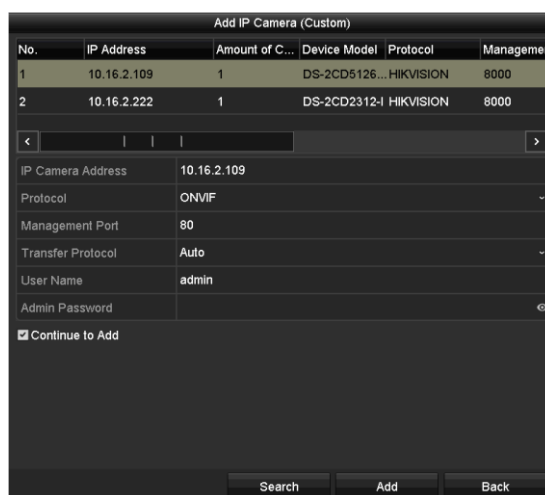 Add IP Camera (Custom)
No. IP Address Amount of C... Device Model Protocol Manageme
1 10.16.2.109 1 DS-2CD5126... HIKVISION 8000
2 10.16.2.222 1 DS-2CD2312-I HIKVISION 8000
IP Camera Address 10.16.2.109
Protocol ONVIF
Management Port 80
Transfer Protocol Auto
User Name admin
Admin Password
Continue to Add
Search Add Back